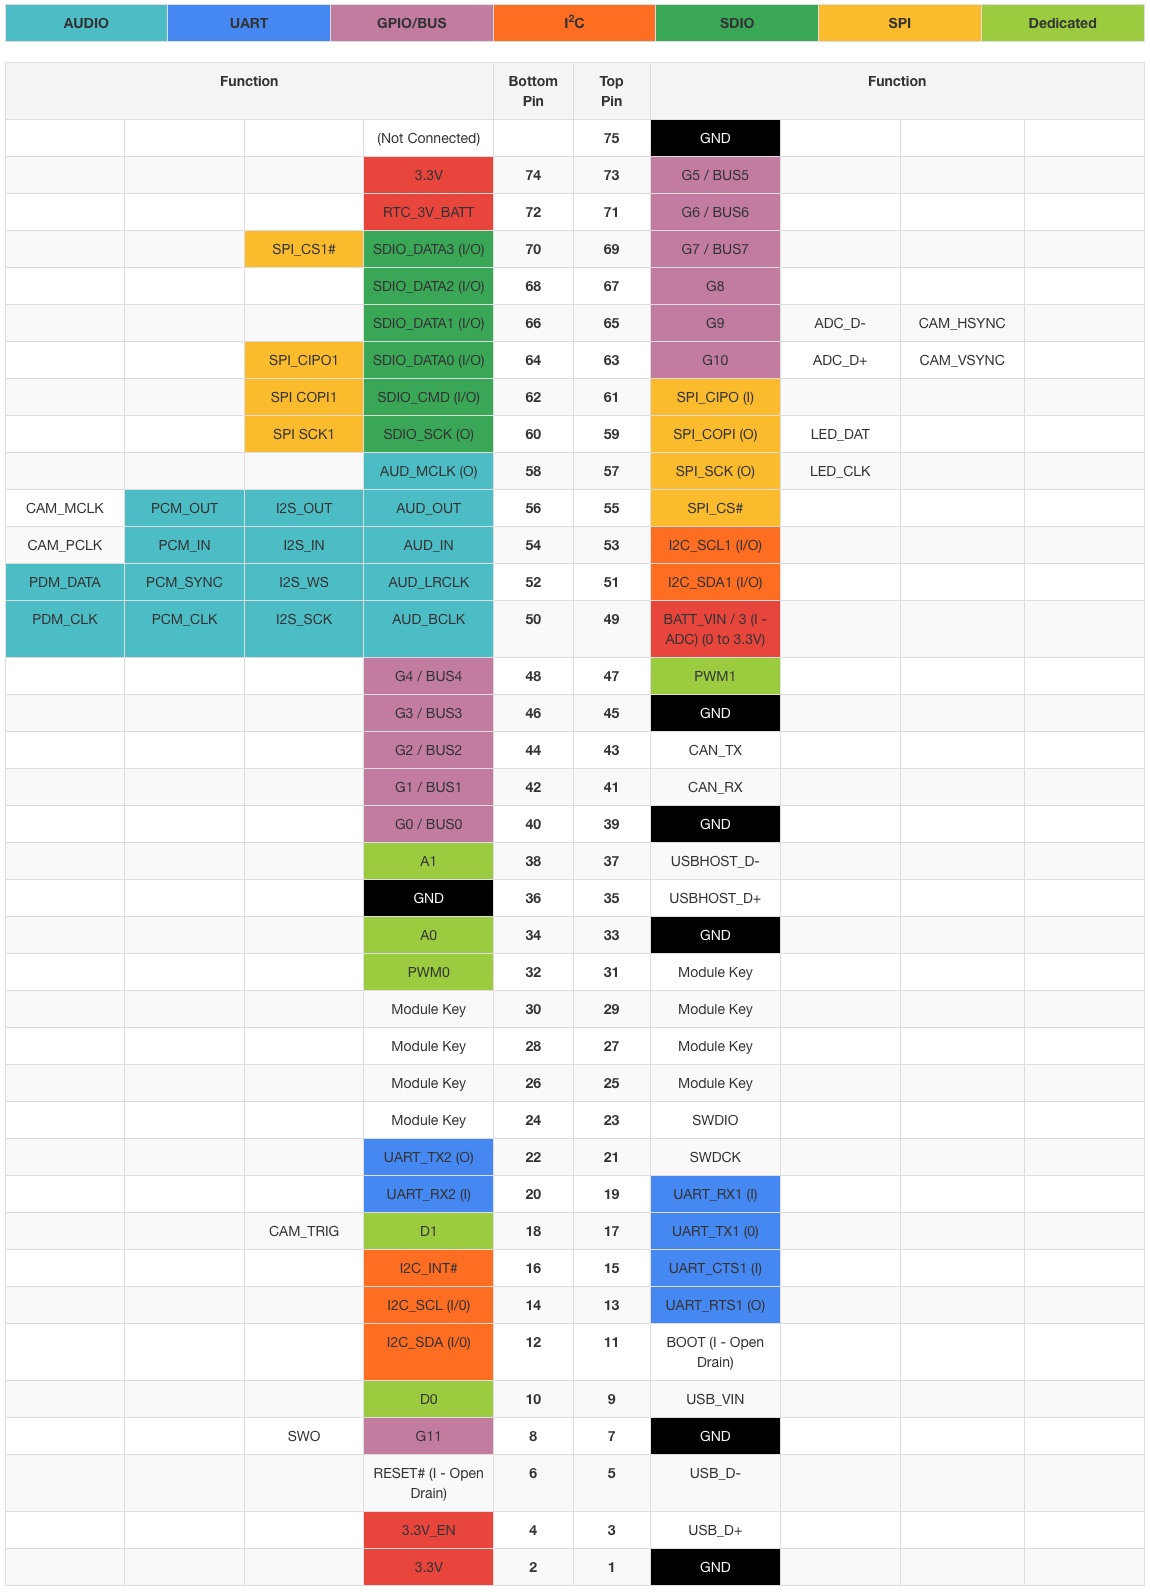 AUDIO UART GPIO/BUS I²C SDIO SPI Dedicated
Function Bottom Pin Top Pin Function
(Not Connected) 75 GND
3.3V 74 73 G5 / BUS5
RTC_3V_BATT 72 71 G6 / BUS6
SPI_CS1# SDIO_DATA3 (I/O) 70 69 G7 / BUS7
SDIO_DATA2 (I/O) 68 67 G8
SDIO_DATA1 (I/O) 66 65 G9 ADC_D- CAM_HSYNC
SPI_CIPO1 SDIO_DATA0 (I/O) 64 63 G10 ADC_D+ CAM_VSYNC
SPI COPI1 SDIO_CMD (I/O) 62 61 SPI_CIPO (I)
SPI SCK1 SDIO_SCK (O) 60 59 SPI_COPI (O) LED_DAT
AUD_MCLK (O) 58 57 SPI_SCK (O) LED_CLK
CAM_MCLK PCM_OUT I2S_OUT AUD_OUT 56 55 SPI_CS#
CAM_PCLK PCM_IN I2S_IN AUD_IN 54 53 I2C_SCL1 (I/O)
PDM_DATA PCM_SYNC I2S_WS AUD_LRCLK 52 51 I2C_SDA1 (I/O)
PDM_CLK PCM_CLK I2S_SCK AUD_BCLK 50 49 BATT_VIN / 3 (I -
ADC) (0 to 3.3V)
G4 / BUS4 48 47 PWM1
G3 / BUS3 46 45 GND
G2 / BUS2 44 43 CAN_TX
G1 / BUS1 42 41 CAN_RX
G0 / BUS0 40 39 GND
A1 38 37 USBHOST_D-
GND 36 35 USBHOST_D+
A0 34 33 GND
PWM0 32 31 Module Key
Module Key 30 29 Module Key
Module Key 28 27 Module Key
Module Key 26 25 Module Key
Module Key 24 23 SWDIO
UART_TX2 (O) 22 21 SWDCK
UART_RX2 (I) 20 19 UART_RX1 (I)
CAM_TRIG D1 18 17 UART_TX1 (0)
I2C_INT# 16 15 UART_CTS1 (I)
I2C_SCL (I/0) 14 13 UART_RTS1 (O)
I2C_SDA (I/0) 12 11 BOOT (I - Open
Drain)
D0 10 9 USB_VIN
SWO G11 8 7 GND
RESET# (I - Open
Drain) 6 5 USB_D-
3.3V_EN 4 3 USB_D+
3.3V 2 1 GND